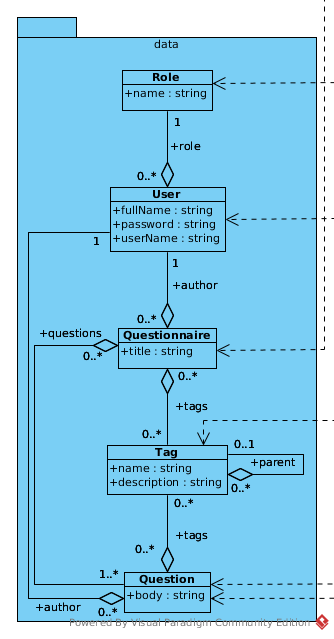 data
Role
+name : string
1
+role
0..*
User
+fullName : string
+password : string
+userName : string
1
1
+author
0..*
Questionnaire
+title : string
+questions
0..*
0..*
+tags
0..*
Tag
+name : string
+description : string
0..1
+parent
0..*
0..*
+tags
0..*
1..*
Question
+body : string
+author
0..*
Powered By Visual Paradigm Community Edition